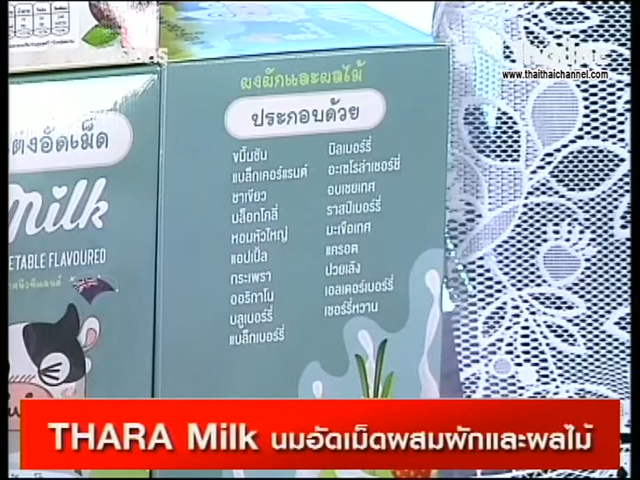 www.thaithaichannel.com
ผงผักและผลไม้
ประกอบด้วย
ขมิ้นชัน
แบล็กเคอร์แรนต์
ชาเขียว
บล็อกโคลี่
หอมหัวใหญ่
แอปเปิ้ล
กระเพรา
ออริกาโน
บลูเบอร์รี่
แบล็กเบอร์รี่
บิลเบอร์รี่
อะเซโรล่าเชอร์รี่
อบเชยเทศ
ราสป์เบอร์รี่
มะเขือเทศ
แครอต
ปวยเล้ง
เอลเดอร์เบอร์รี่
เชอร์รี่หวาน
ตงอัดเม็ด
Milk
ETABLE FLAVOURED
THARA Milk นมอัดเม็ดผสมผักและผลไม้